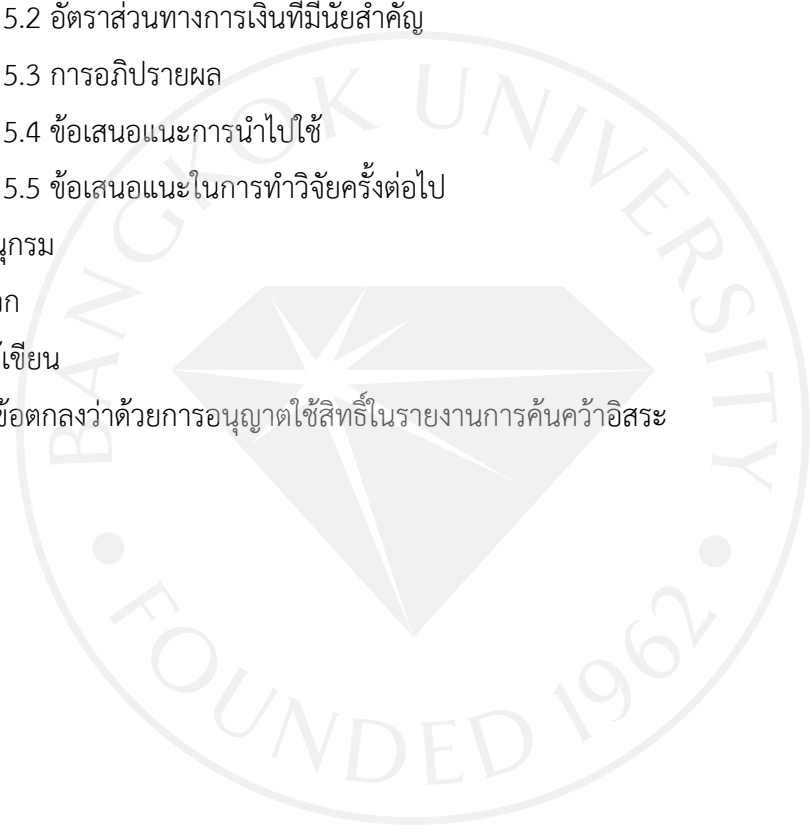 5.2 อัตราส่วนทางการเงินที่มีนัยสำคัญ
5.3 การอภิปรายผล
5.4 ข้อเสนอแนะการนำไปใช้
5.5 ข้อเสนอแนะในการทำวิจัยครั้งต่อไป
นุกรม
วก
เขียน
ข้อตกลงว่าด้วยการอนุญาตใช้สิทธิ์ในรายงานการค้นคว้าอิสระ
BANGKOK UNIVERSITY
FOUNDED 1962